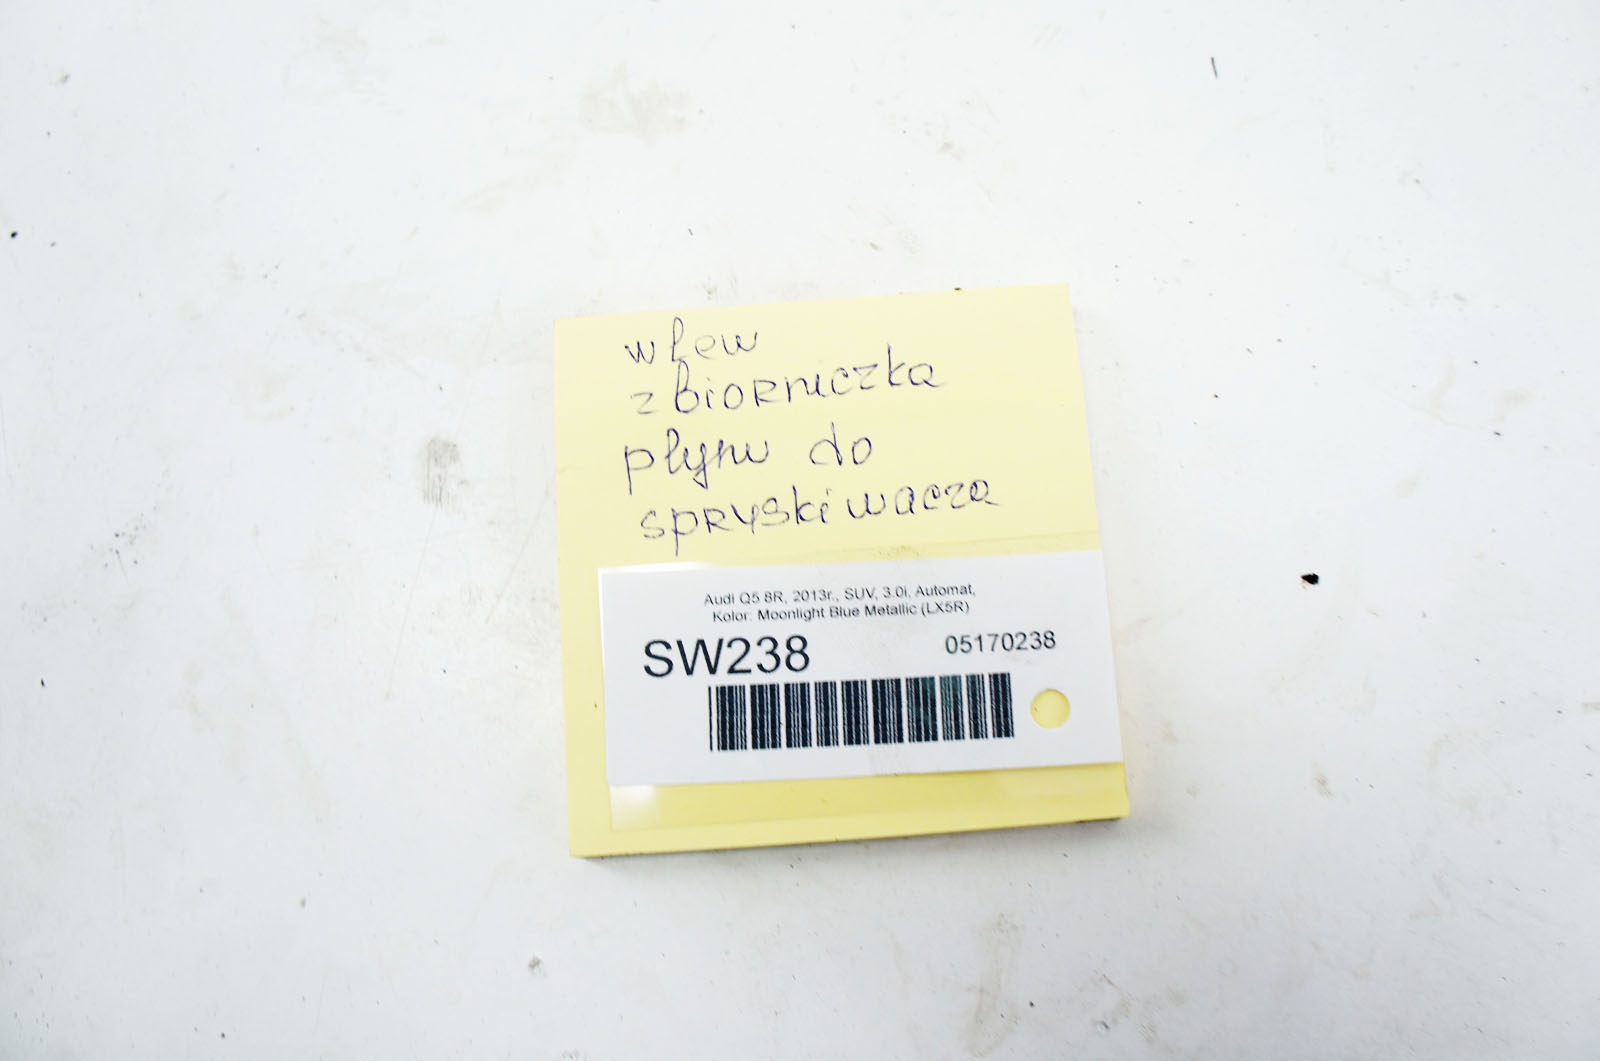 wlew
zbiorniczka
płynu do
spryskiwacza
Audi Q5 8R, 2013r., SUV, 3.0i, Automat,
Kolor: Moonlight Blue Metallic (LX5R)
SW238 05170238